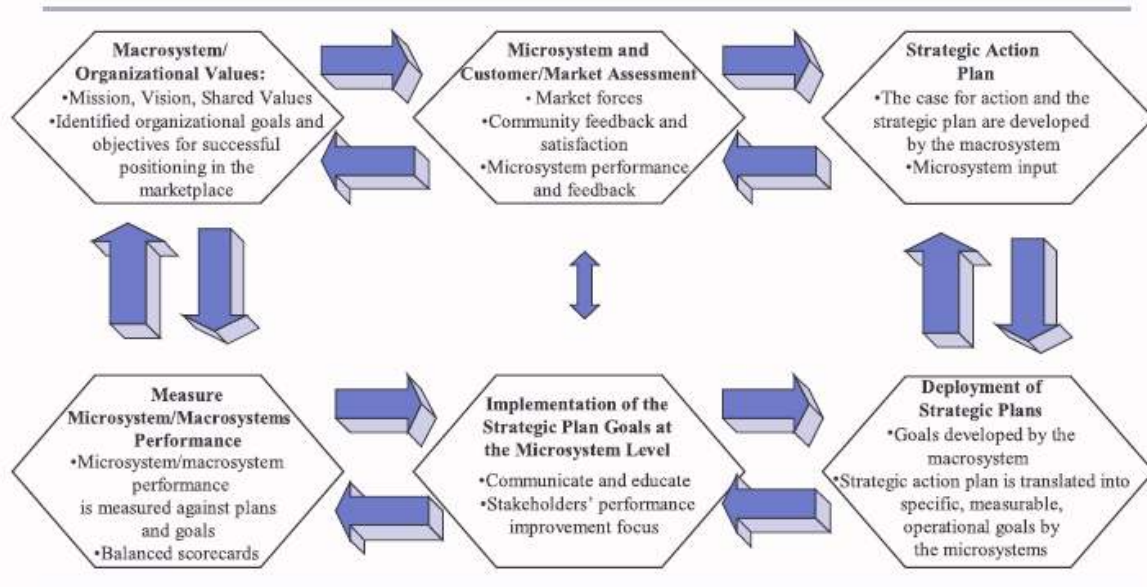 Macrosystem/
Organizational Values:
•Mission, Vision, Shared Values
•Identified organizational goals and
objectives for successful
positioning in the
marketplace
Microsystem and
Customer/Market Assessment
• Market forces
•Community feedback and
satisfaction
•Microsystem performance
and feedback
Strategic Action
Plan
•The case for action and the
strategic plan are developed
by the macrosystem
•Microsystem input
Measure
Microsystem/Macrosystems
Performance
•Microsystem/macrosystem
performance
is measured against plans
and goals
•Balanced scorecards
Implementation of the
Strategic Plan Goals at
the Microsystem Level
•Communicate and educate
•Stakeholders' performance
improvement focus
Deployment of
Strategic Plans
•Goals developed by the
macrosystem
•Strategic action plan is translated into
specific, measurable,
operational goals by
the microsystems